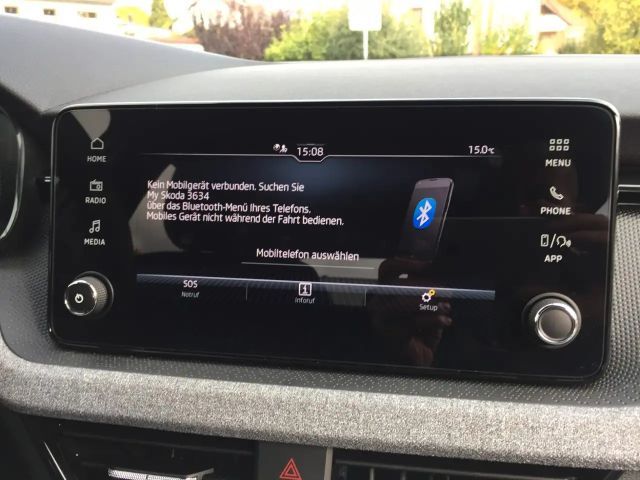 15:08
15.0°C
HOME
RADIO
MEDIA
Kein Mobilgerät verbunden. Suchen Sie
My Skoda 3634
über das Bluetooth-Menü Ihres Telefons.
Mobiles Gerät nicht während der Fahrt bedienen.
Mobiltelefon auswählen
SOS
Notruf
Inforuf
Setup
MENU
PHONE
APP